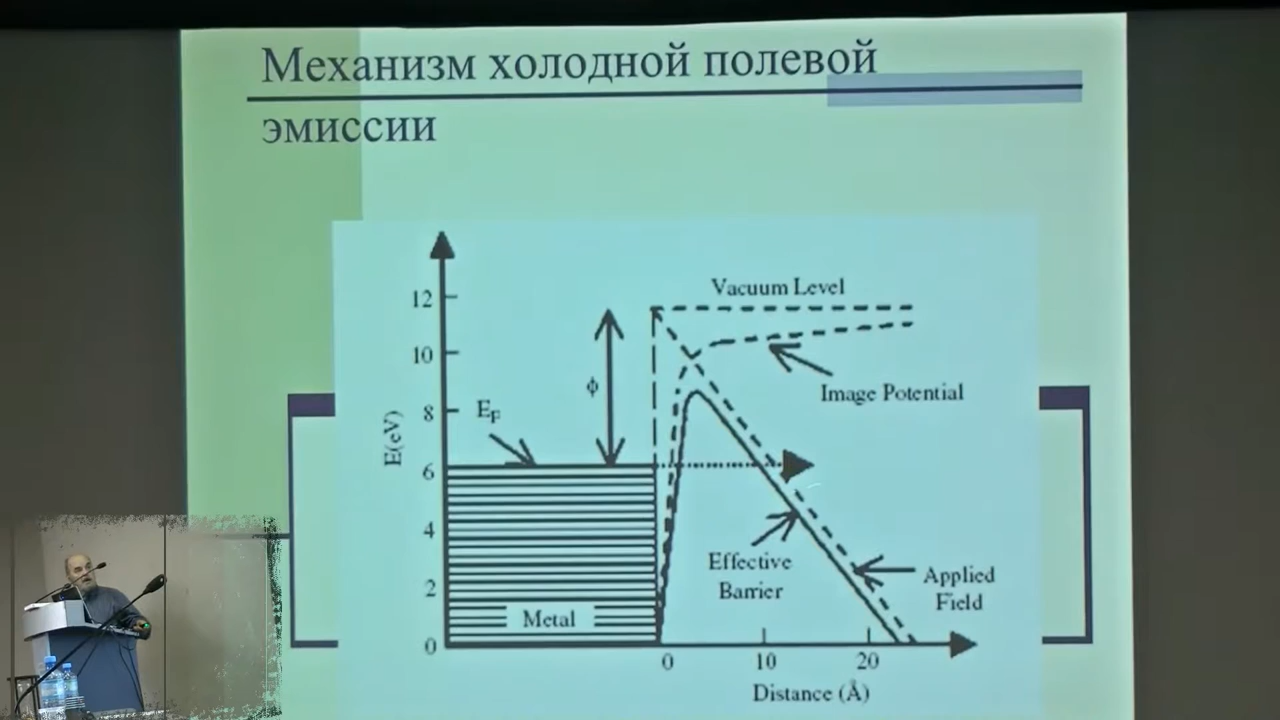 Механизм холодной полевой
эмиссии
Vacuum Level
12
10
Image Potential
ϕ
8
E_F
E(eV)
6
4
Effective
Barrier
Applied
Field
2
Metal
0
0 10 20
Distance (Å)